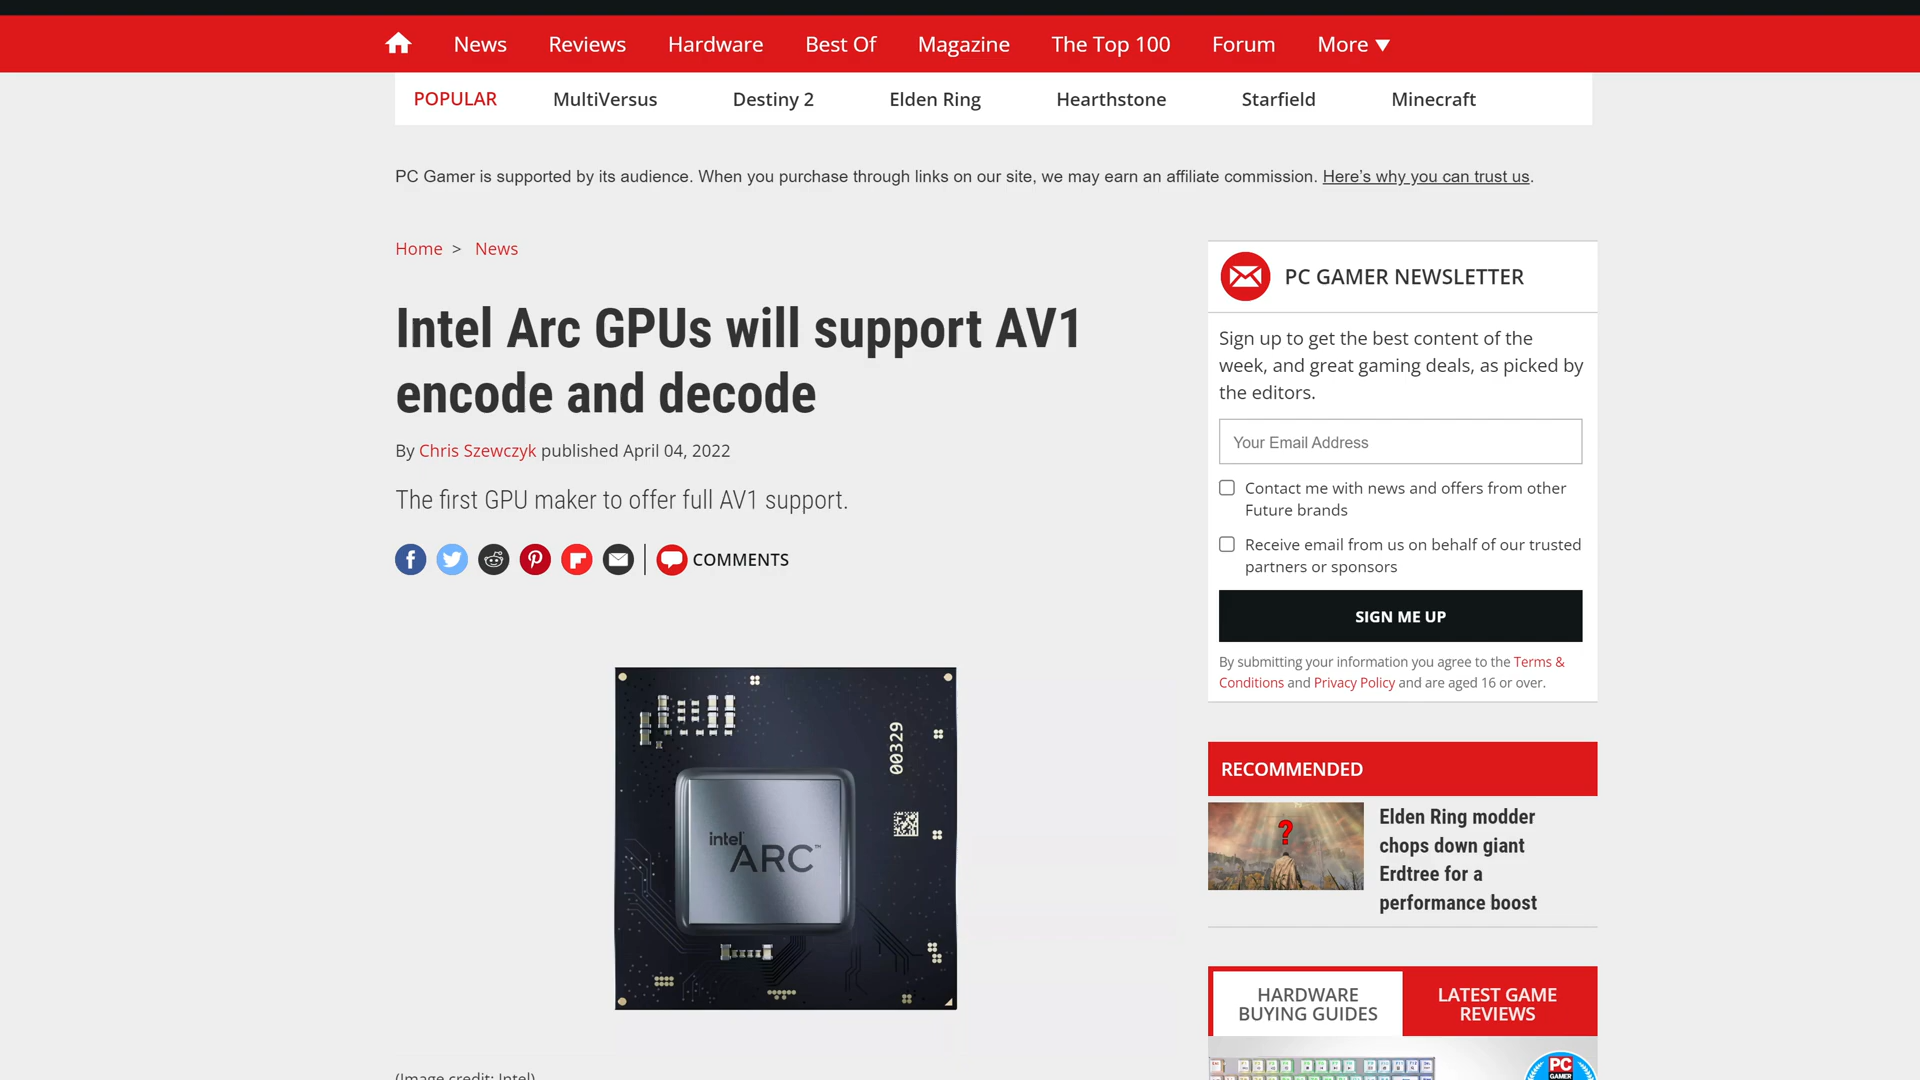 News Reviews Hardware Best Of Magazine The Top 100 Forum More ▼
POPULAR MultiVersus Destiny 2 Elden Ring Hearthstone Starfield Minecraft
PC Gamer is supported by its audience. When you purchase through links on our site, we may earn an affiliate commission. Here’s why you can trust us.
Home > News
Intel Arc GPUs will support AV1
encode and decode
By Chris Szewczyk published April 04, 2022
The first GPU maker to offer full AV1 support.
COMMENTS
00329
intel
ARC™
(Image credit: Intel)
PC GAMER NEWSLETTER
Sign up to get the best content of the
week, and great gaming deals, as picked by
the editors.
Your Email Address
Contact me with news and offers from other
Future brands
Receive email from us on behalf of our trusted
partners or sponsors
SIGN ME UP
By submitting your information you agree to the Terms &
Conditions and Privacy Policy and are aged 16 or over.
RECOMMENDED
?
Elden Ring modder
chops down giant
Erdtree for a
performance boost
HARDWARE
BUYING GUIDES
LATEST GAME
REVIEWS
PC
GAMER